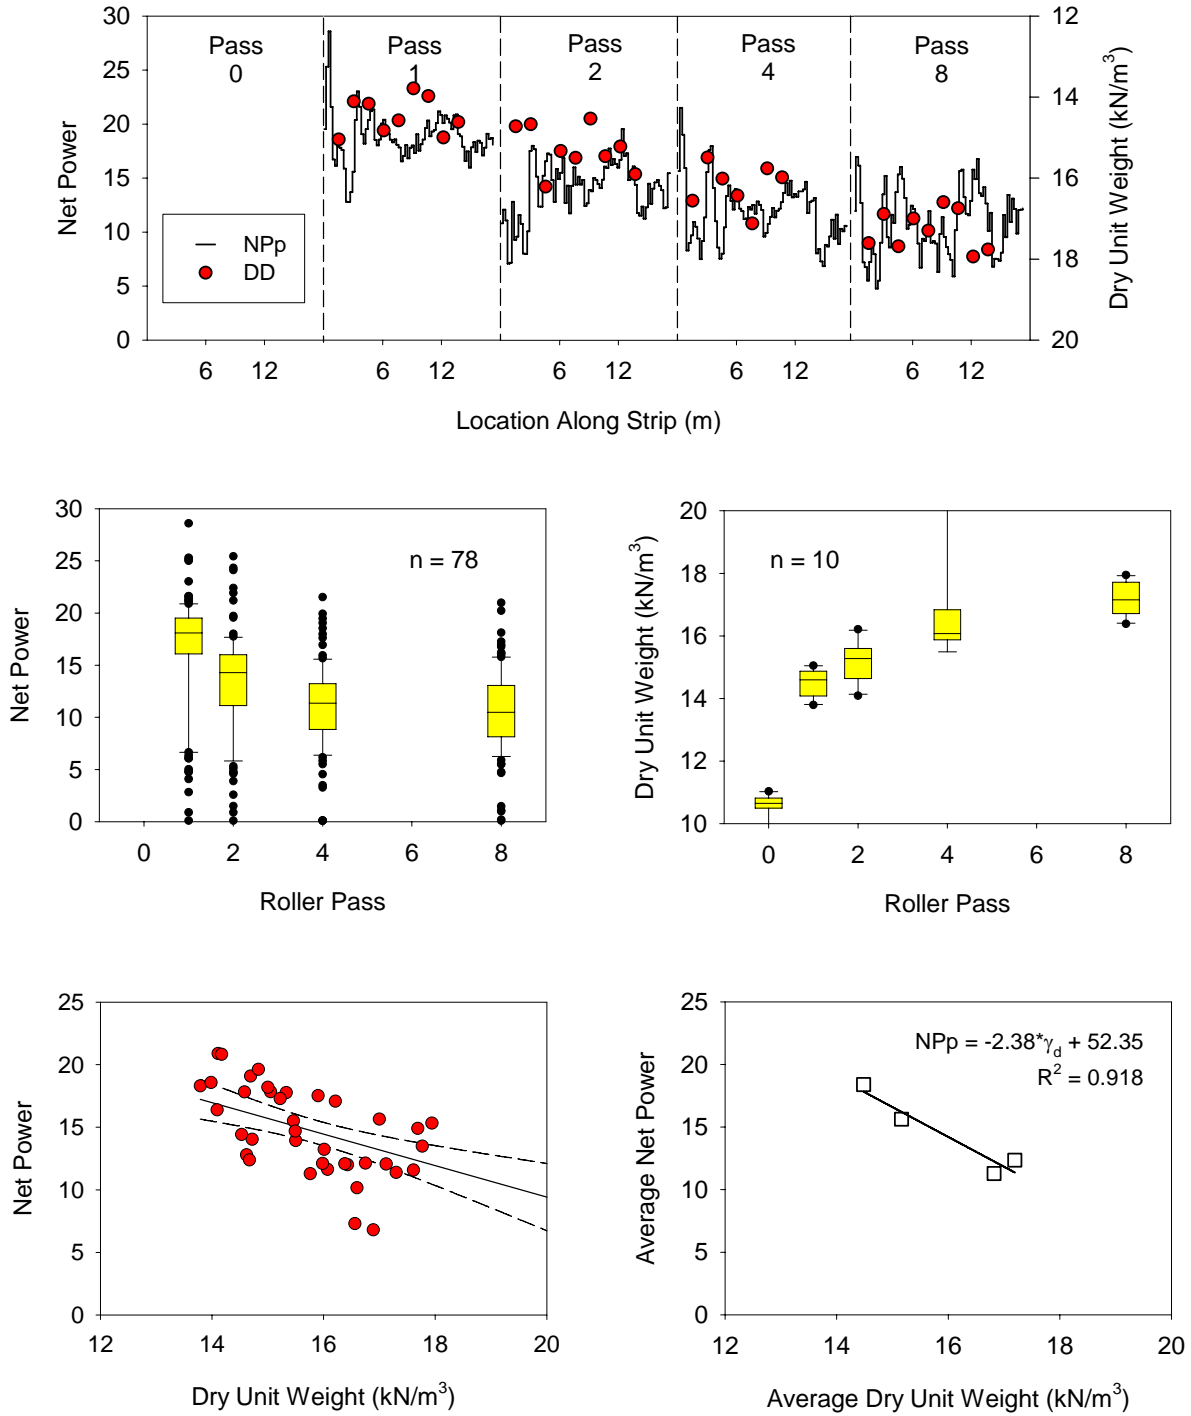 30
25
20
15
10
5
0
Net Power
Pass
0
Pass
1
Pass
2
Pass
4
Pass
8
NPp
DD
12
14
16
18
20
Dry Unit Weight (kN/m³)
6 12 6 12 6 12 6 12 6 12
Location Along Strip (m)
30
25
20
15
10
5
0
Net Power
n = 78
0 2 4 6 8
Roller Pass
20
18
16
14
12
10
Dry Unit Weight (kN/m³)
n = 10
0 2 4 6 8
Roller Pass
25
20
15
10
5
0
Net Power
12 14 16 18 20
Dry Unit Weight (kN/m³)
25
20
15
10
5
0
Average Net Power
NPp = -2.38*γd + 52.35
R² = 0.918
12 14 16 18 20
Average Dry Unit Weight (kN/m³)